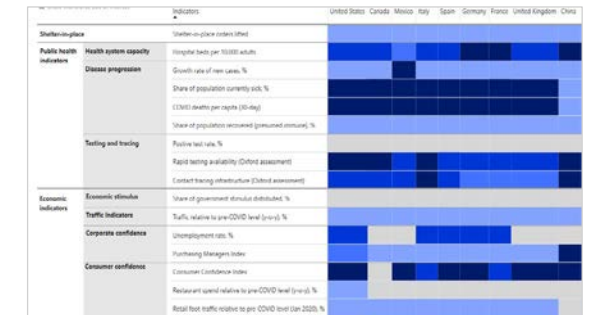 Indicators United States Canada Mexico Italy Spain Germany France United Kingdom China
Shelter-in-place Shelter-in-place orders lifted
Public health indicators Health system capacity Hospital beds per 10,000 adults
Disease progression Growth rate of new cases, %
Share of population currently sick, %
COVID deaths per capita (30-day)
Share of population recovered (presumed immune), %
Testing and tracing Positive test rate, %
Rapid testing availability (Oxford assessment)
Contact tracing infrastructure (Oxford assessment)
Economic indicators Economic stimulus Share of government stimulus distributed, %
Traffic Indicators Traffic, relative to pre-COVID level (y-o-y), %
Corporate confidence Unemployment rate, %
Purchasing Managers Index
Consumer confidence Consumer Confidence Index
Restaurant spend relative to pre-COVID level (y-o-y), %
Retail foot traffic relative to pre-COVID level (Jan 2020), %